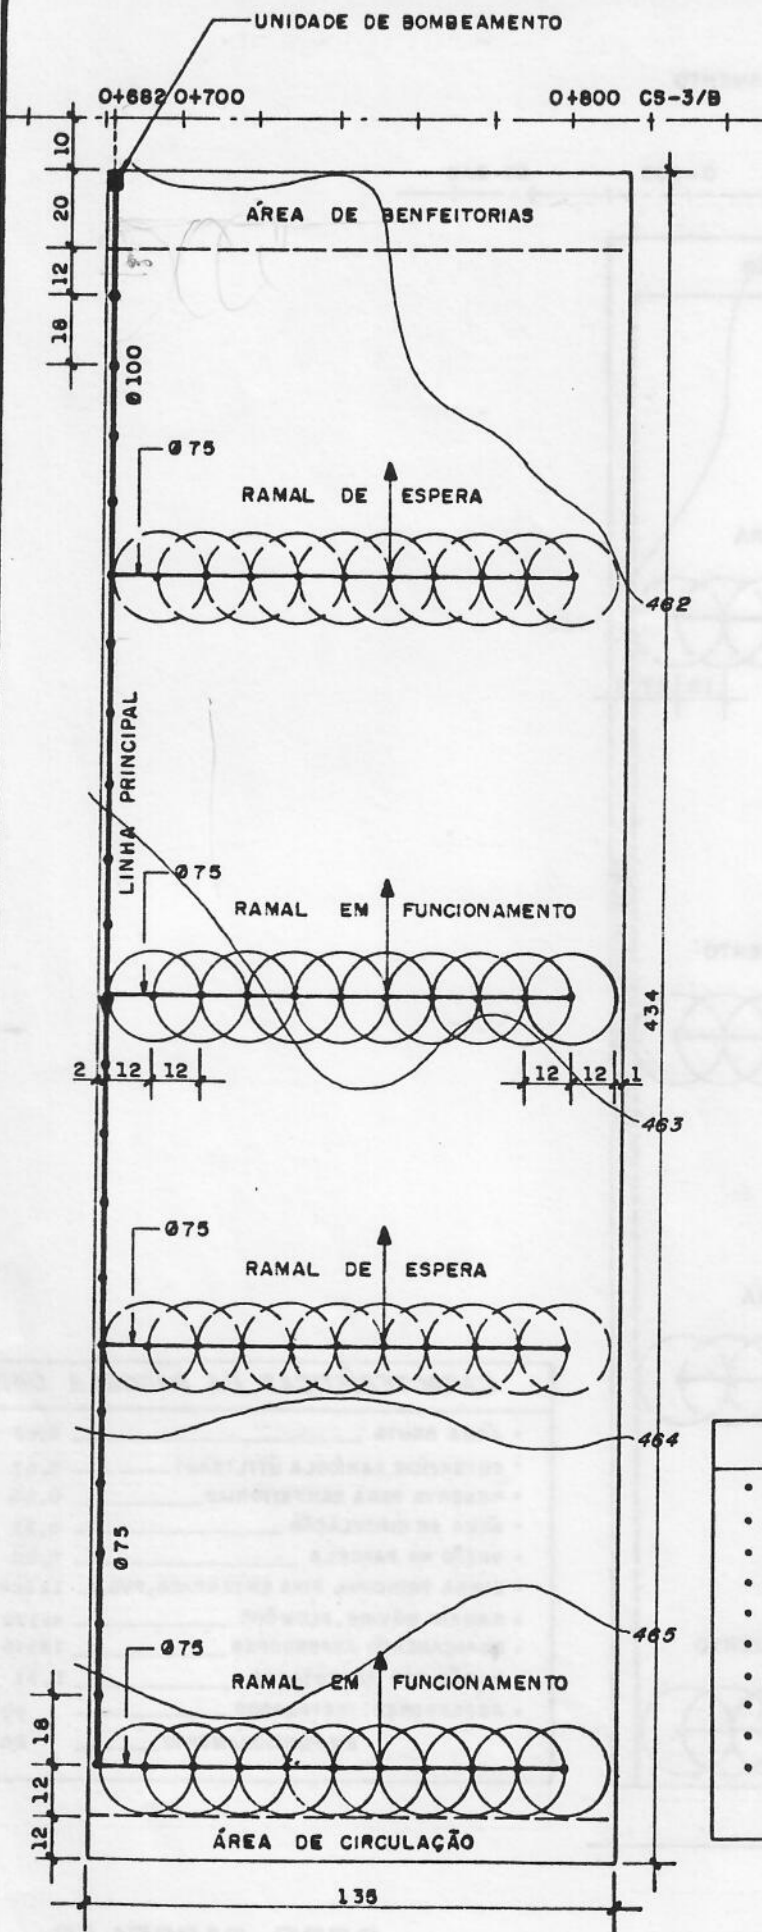 UNIDADE DE BOMBEAMENTO
0+682 0+700 0+800 CS-3/B
10
20
ÁREA DE BENFEITORIAS
12
18
Ø100
Ø75
RAMAL DE ESPERA
462
LINHA PRINCIPAL
Ø75
RAMAL EM FUNCIONAMENTO
434
2 12 12 12 12 1
463
Ø75
RAMAL DE ESPERA
464
Ø75
465
Ø75
RAMAL EM FUNCIONAMENTO
18
12
12
ÁREA DE CIRCULAÇÃO
135